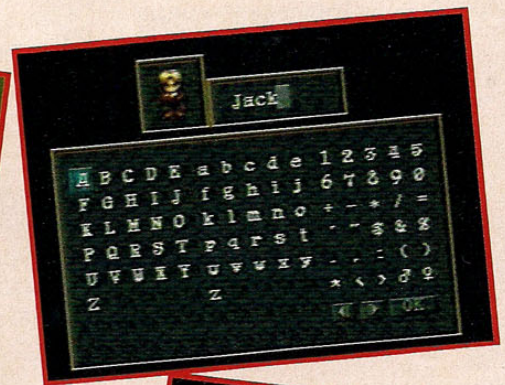 Jack
A B C D E a b c d e 1 2 3 4 5
F G H I J f g h i j 6 7 8 9 0
K L M N O k l m n o + - * / =
P Q R S T p q r s t $ & %
U V W X Y u v w x y : ( )
Z z * < > ♂ ♀
OK